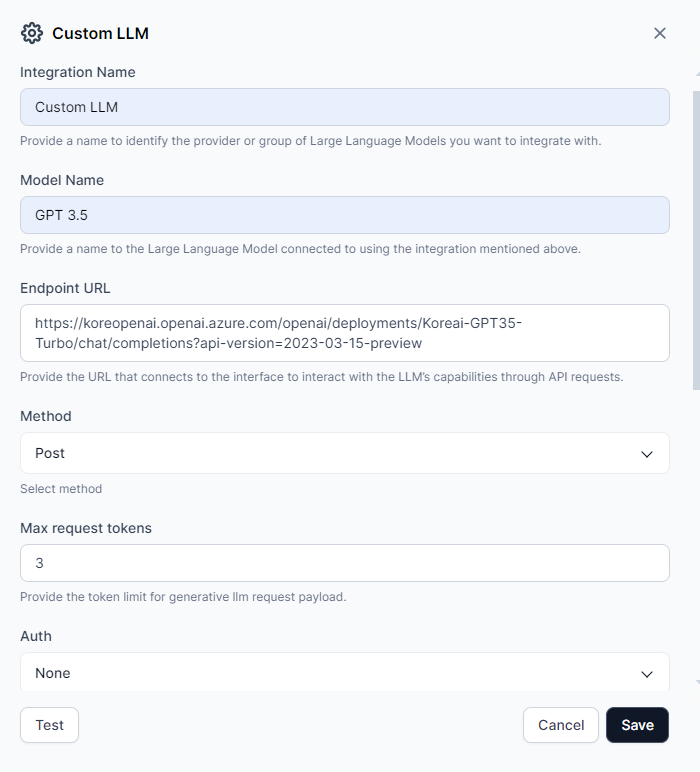 Custom LLM
Integration Name
Custom LLM
Provide a name to identify the provider or group of Large Language Models you want to integrate with.
Model Name
GPT 3.5
Provide a name to the Large Language Model connected to using the integration mentioned above.
Endpoint URL
https://koreopenai.openai.azure.com/openai/deployments/Koreai-GPT35-
Turbo/chat/completions?api-version=2023-03-15-preview
Provide the URL that connects to the interface to interact with the LLM's capabilities through API requests.
Method
Post
Select method
Max request tokens
3
Provide the token limit for generative llm request payload.
Auth
None
Test
Cancel
Save